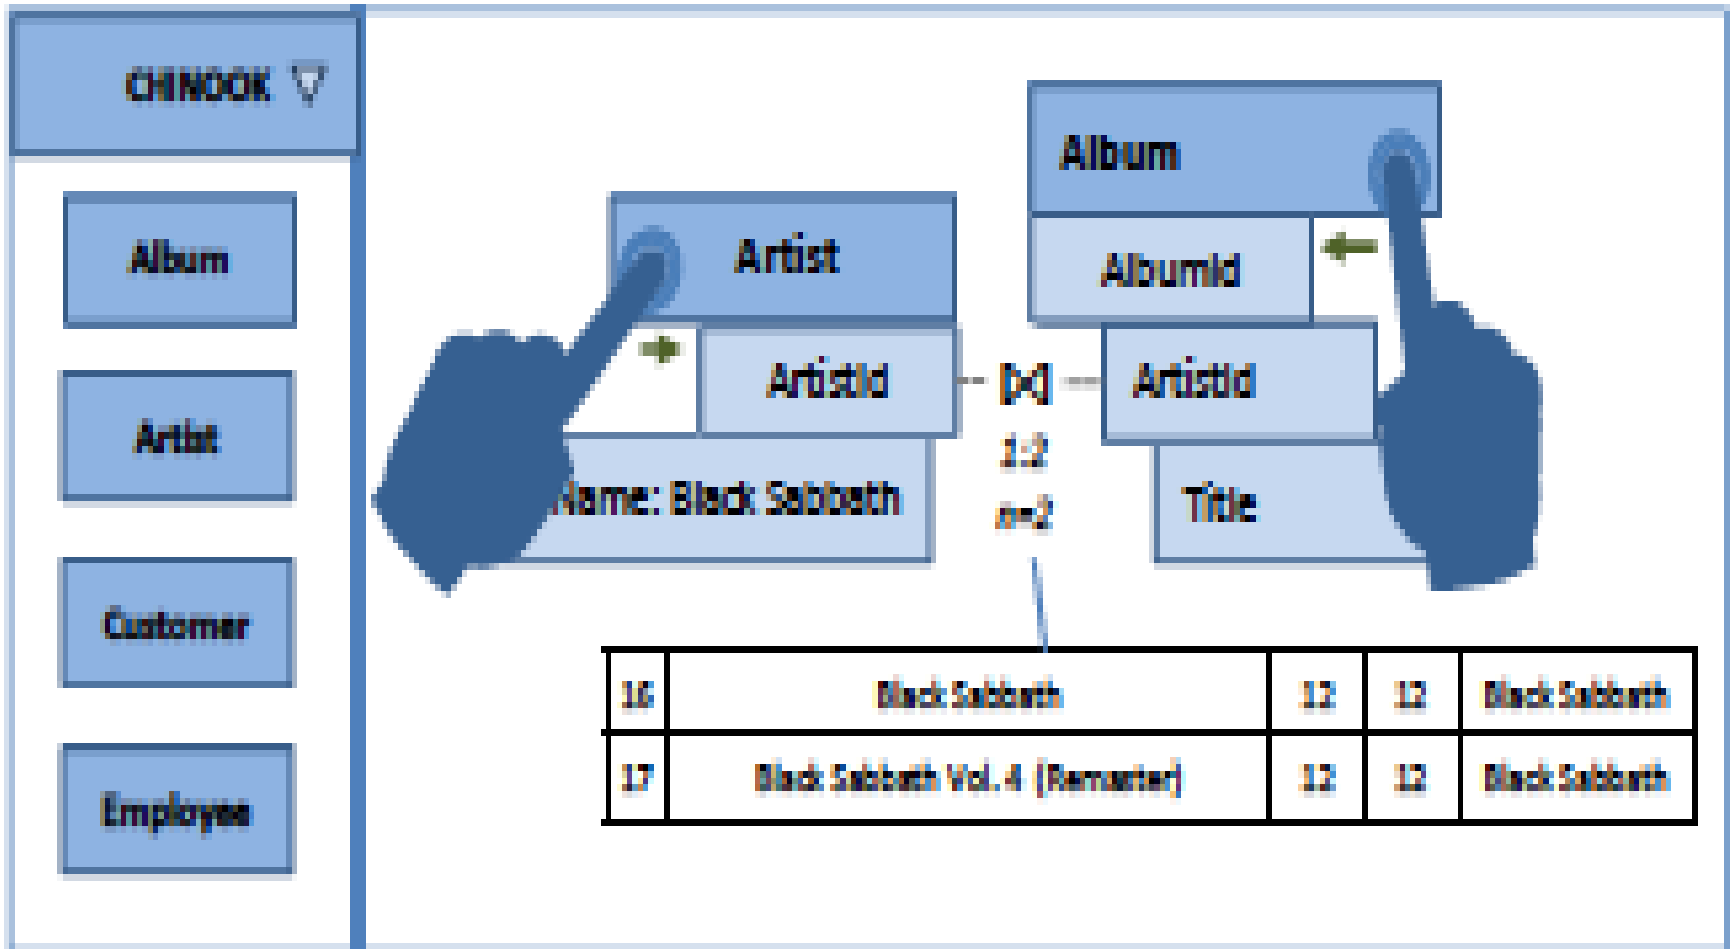 CHINOOK ▽
Album
Artist
Customer
Employee
Artist
ArtistId
Name: Black Sabbath
Album
AlbumId
ArtistId
Title
[⋈]
1:2
n=2
16 Black Sabbath 12 12 Black Sabbath
17 Black Sabbath Vol. 4 (Remaster) 12 12 Black Sabbath